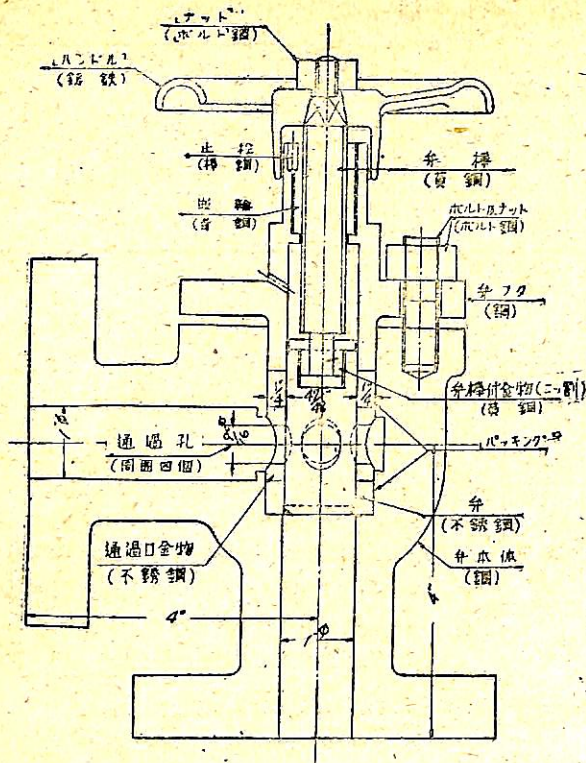 「ナット」
(ボルト鋼)
「ハンドル」
(鋳鉄)
止栓
(棒鋼)
弁棒
(黄銅)
(青銅)
ボルト及ナット
(ボルト鋼)
弁フタ
(鋼)
弁棒付金物(二ッ割)
(黄銅)
通過孔
(周囲四個)
パッキング
弁
(不銹鋼)
通過口金物
(不銹鋼)
弁本体
(鋼)
4"
1"φ